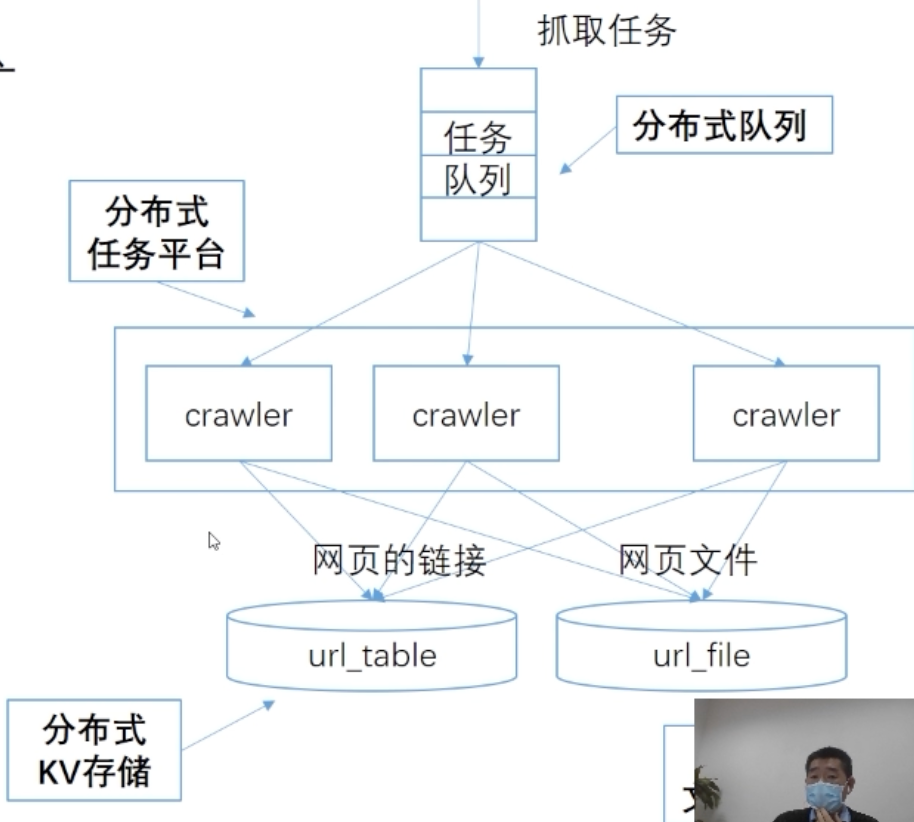 抓取任务
任务
队列
分布式队列
分布式
任务平台
crawler
crawler
crawler
网页的链接
网页文件
url_table
url_file
分布式
KV存储